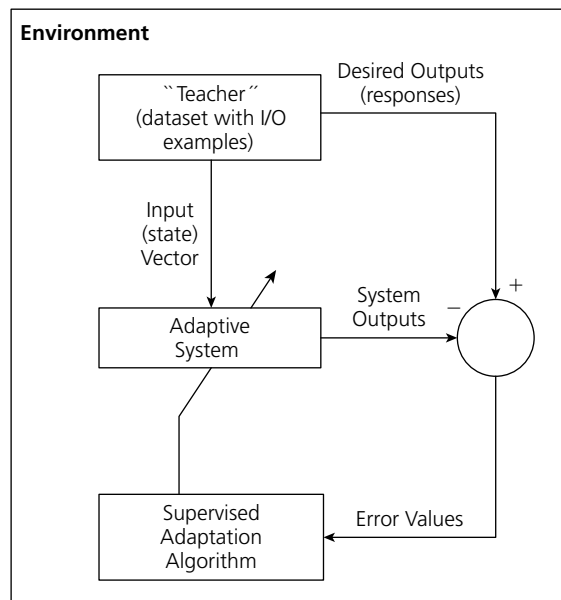 Environment
``Teacher´´
(dataset with I/O
examples)
Desired Outputs
(responses)
Input
(state)
Vector
Adaptive
System
System
Outputs
−
+
Supervised
Adaptation
Algorithm
Error Values